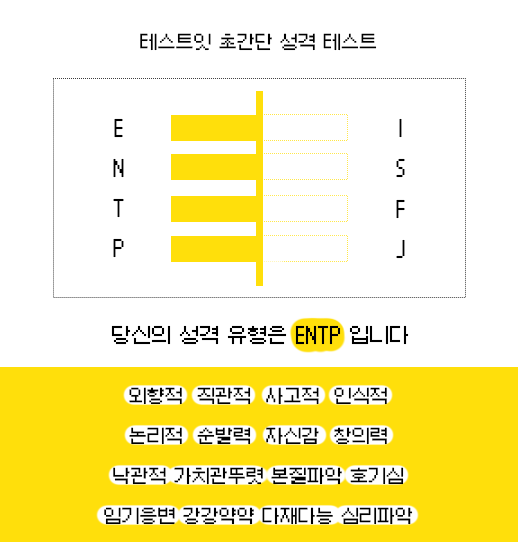 테스트잇 초간단 성격 테스트
E I
N S
T F
P J
당신의 성격 유형은 ENTP 입니다
외향적 직관적 사고적 인식적
논리적 순발력 자신감 창의력
낙관적 가치관뚜렷 본질파악 호기심
임기응변 강강약약 다재다능 심리파악